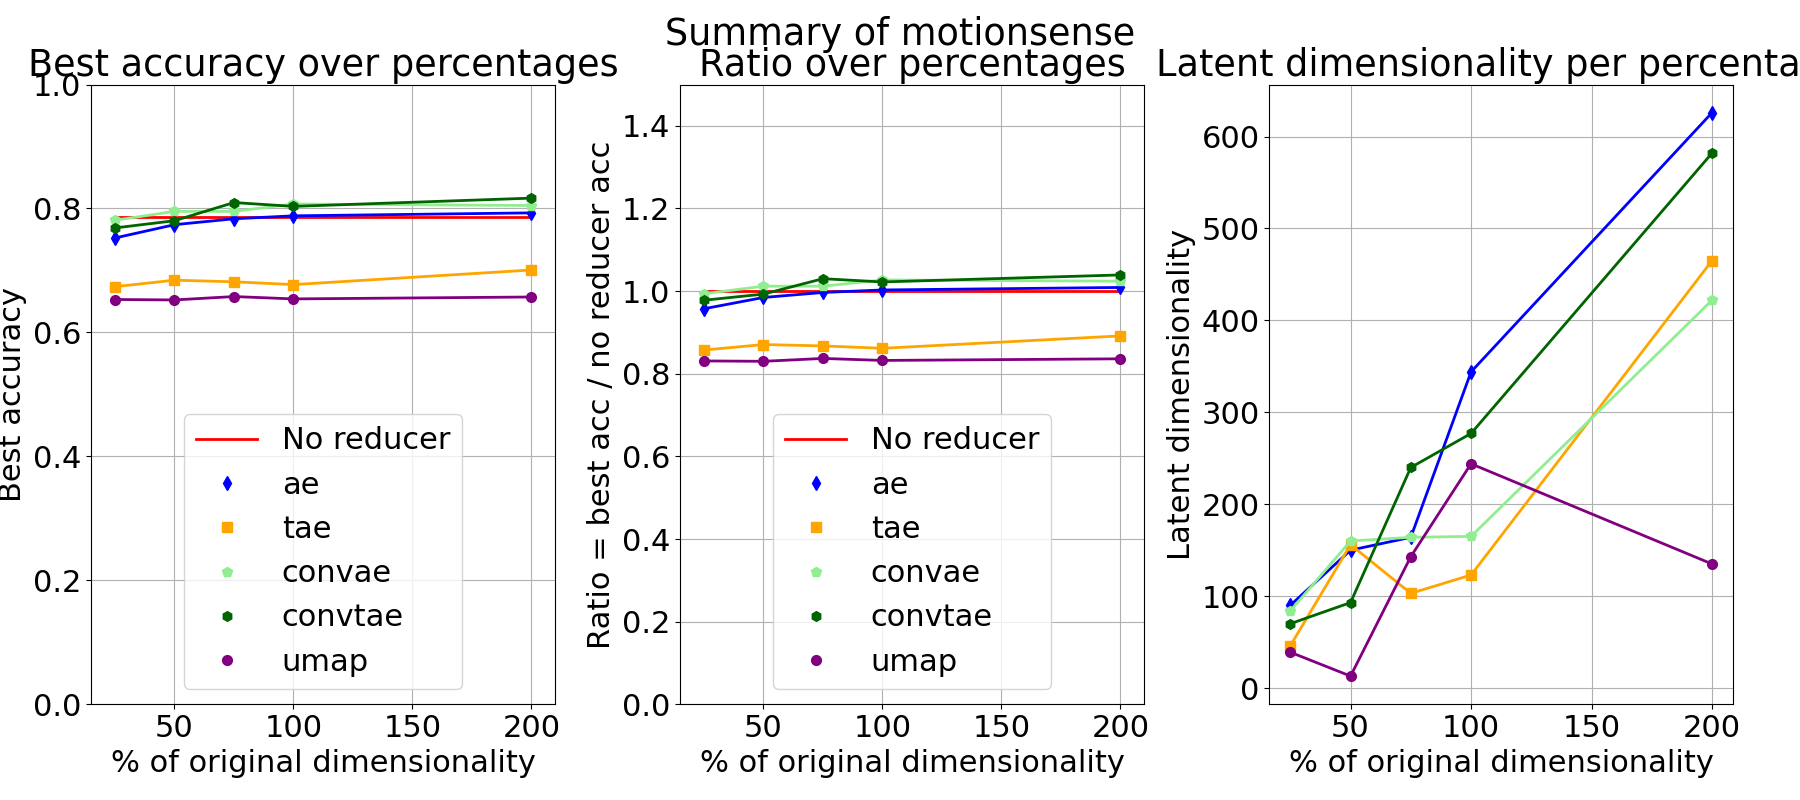 Summary of motionsense
Best accuracy over percentages
Best accuracy
1.0
0.8
0.6
0.4
0.2
0.0
No reducer
ae
tae
convae
convtae
umap
50
100
150
200
% of original dimensionality
Ratio over percentages
Ratio = best acc / no reducer acc
1.4
1.2
1.0
0.8
0.6
0.4
0.2
0.0
No reducer
ae
tae
convae
convtae
umap
50
100
150
200
% of original dimensionality
Latent dimensionality per percenta
Latent dimensionality
600
500
400
300
200
100
0
50
100
150
200
% of original dimensionality